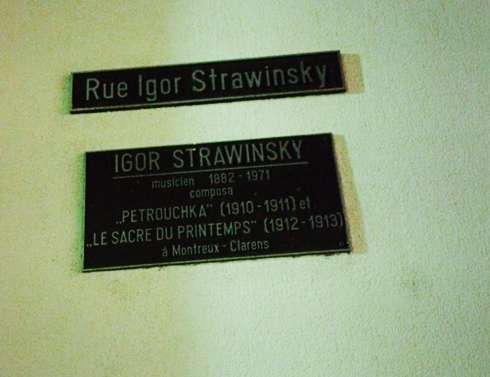 Rue Igor Strawinsky
IGOR STRAWINSKY
musicien 1882-1971
composa
„PETROUCHKA" (1910-1911) et
„LE SACRE DU PRINTEMPS" (1912-1913)
à Montreux-Clarens